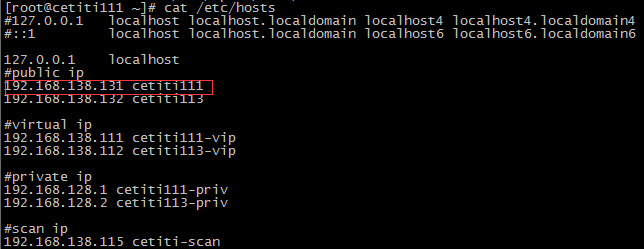 [root@cetiti111 ~]# cat /etc/hosts
#127.0.0.1   localhost localhost.localdomain localhost4 localhost4.localdomain4
#::1         localhost localhost.localdomain localhost6 localhost6.localdomain6
127.0.0.1    localhost
#public ip
192.168.138.131 cetiti111
192.168.138.132 cetiti113
#virtual ip
192.168.138.111 cetiti111-vip
192.168.138.112 cetiti113-vip
#private ip
192.168.128.1 cetiti111-priv
192.168.128.2 cetiti113-priv
#scan ip
192.168.138.115 cetiti-scan